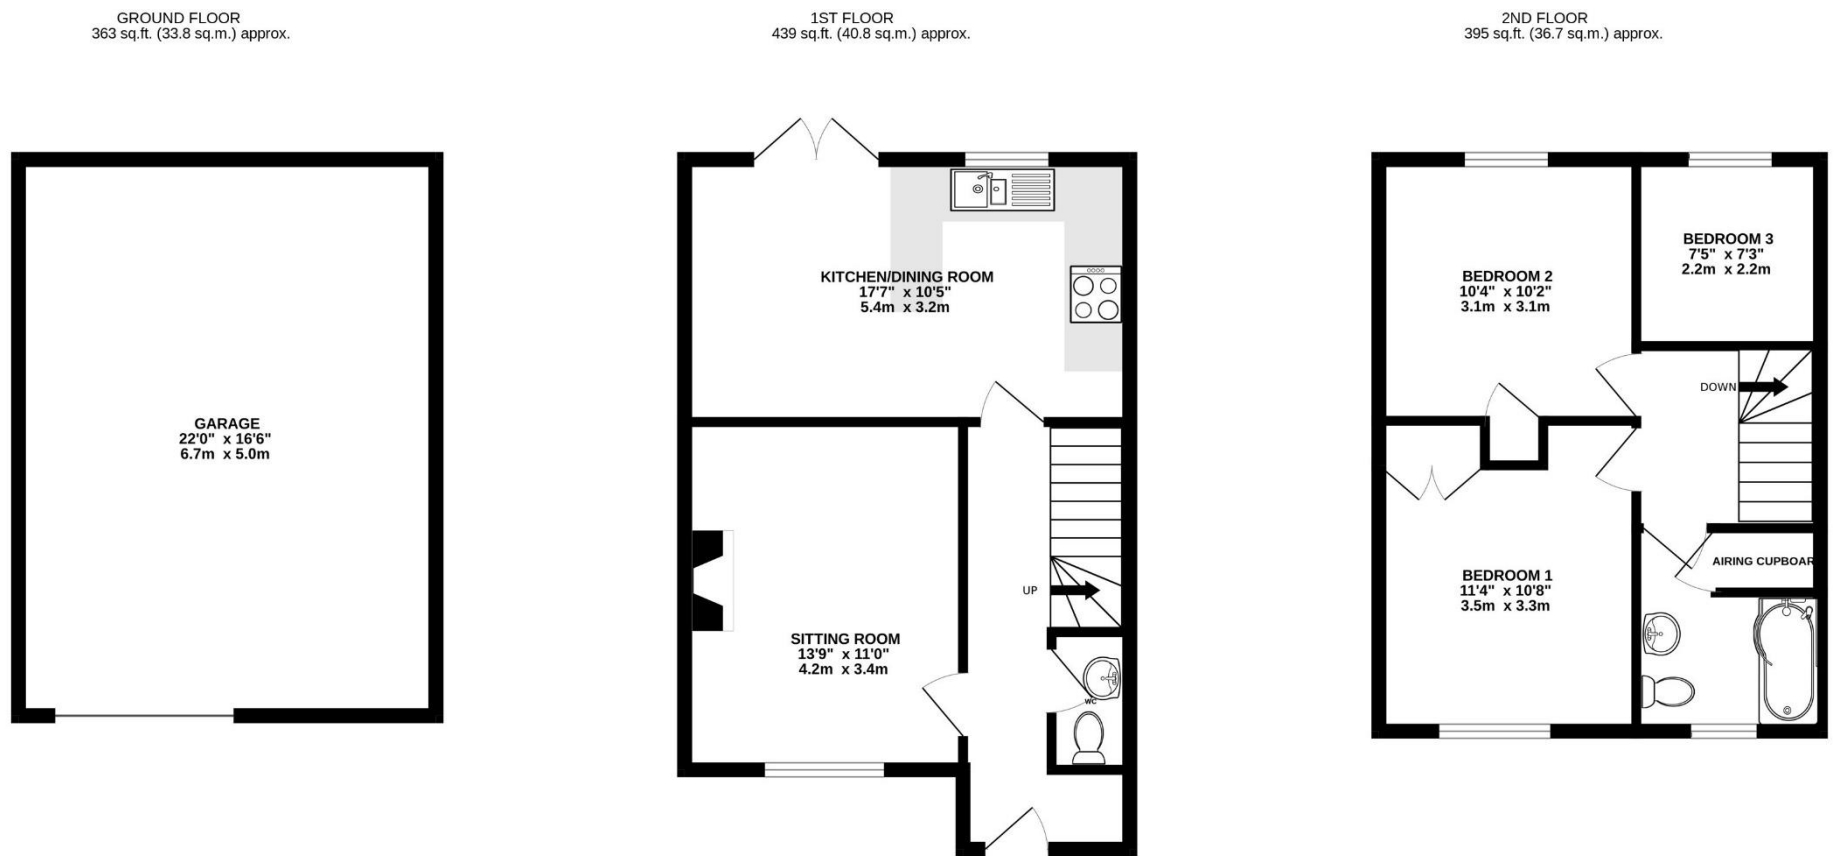 GROUND FLOOR
363 sq.ft. (33.8 sq.m.) approx.
1ST FLOOR
439 sq.ft. (40.8 sq.m.) approx.
2ND FLOOR
395 sq.ft. (36.7 sq.m.) approx.
GARAGE
22'0" x 16'6"
6.7m x 5.0m
KITCHEN/DINING ROOM
17'7" x 10'5"
5.4m x 3.2m
UP
SITTING ROOM
13'9" x 11'0"
4.2m x 3.4m
WC
BEDROOM 3
7'5" x 7'3"
2.2m x 2.2m
BEDROOM 2
10'4" x 10'2"
3.1m x 3.1m
DOWN
AIRING CUPBOAR
BEDROOM 1
11'4" x 10'8"
3.5m x 3.3m